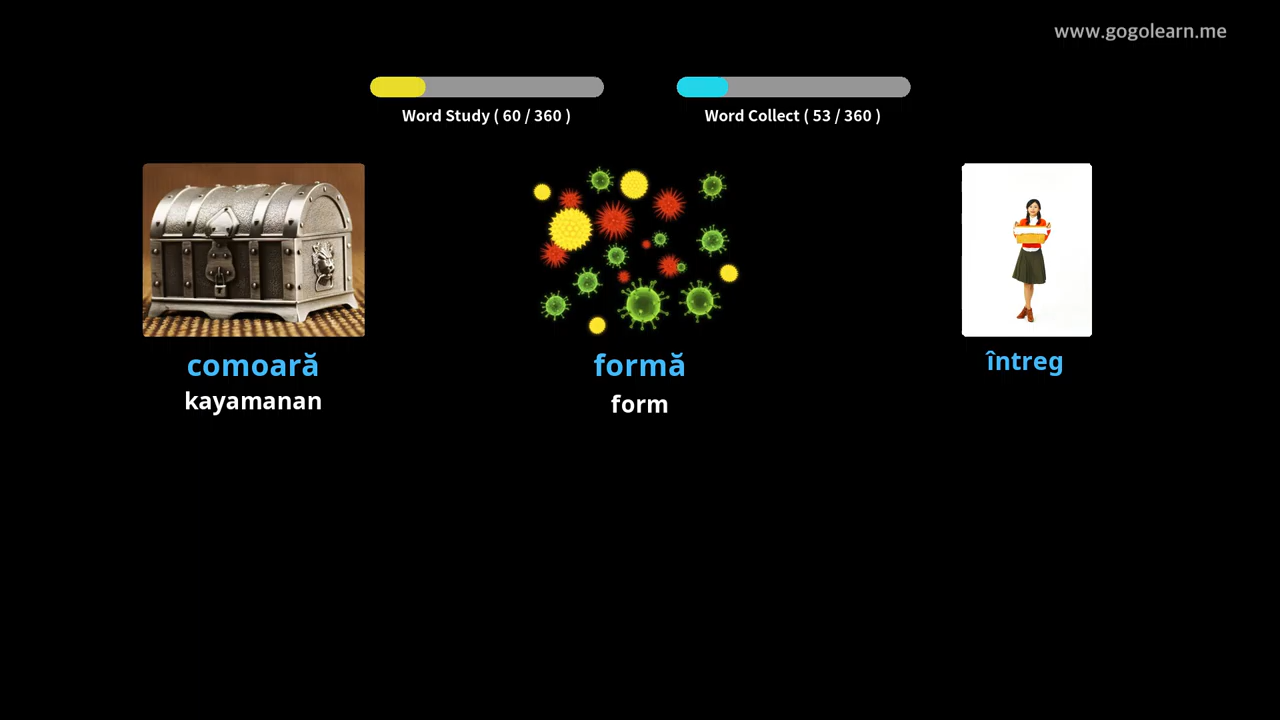 www.gogolearn.me
Word Study ( 60 / 360 )
Word Collect ( 53 / 360 )
comoară
kayamanan
formă
form
întreg